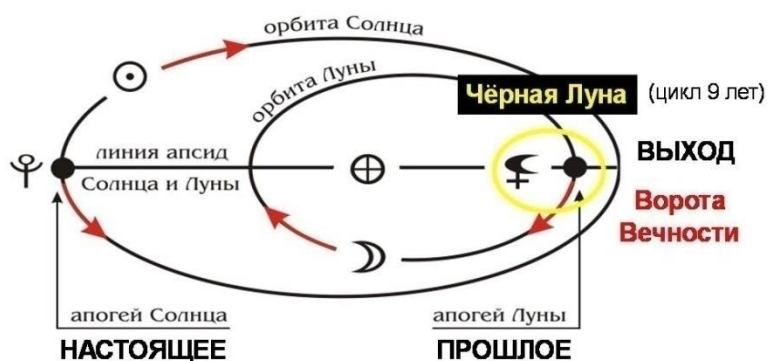 орбита Солнца
орбита Луны
Чёрная Луна (цикл 9 лет)
линия апсид
Солнца и Луны
ВЫХОД
Ворота
Вечности
апогей Солнца
НАСТОЯЩЕЕ
апогей Луны
ПРОШЛОЕ